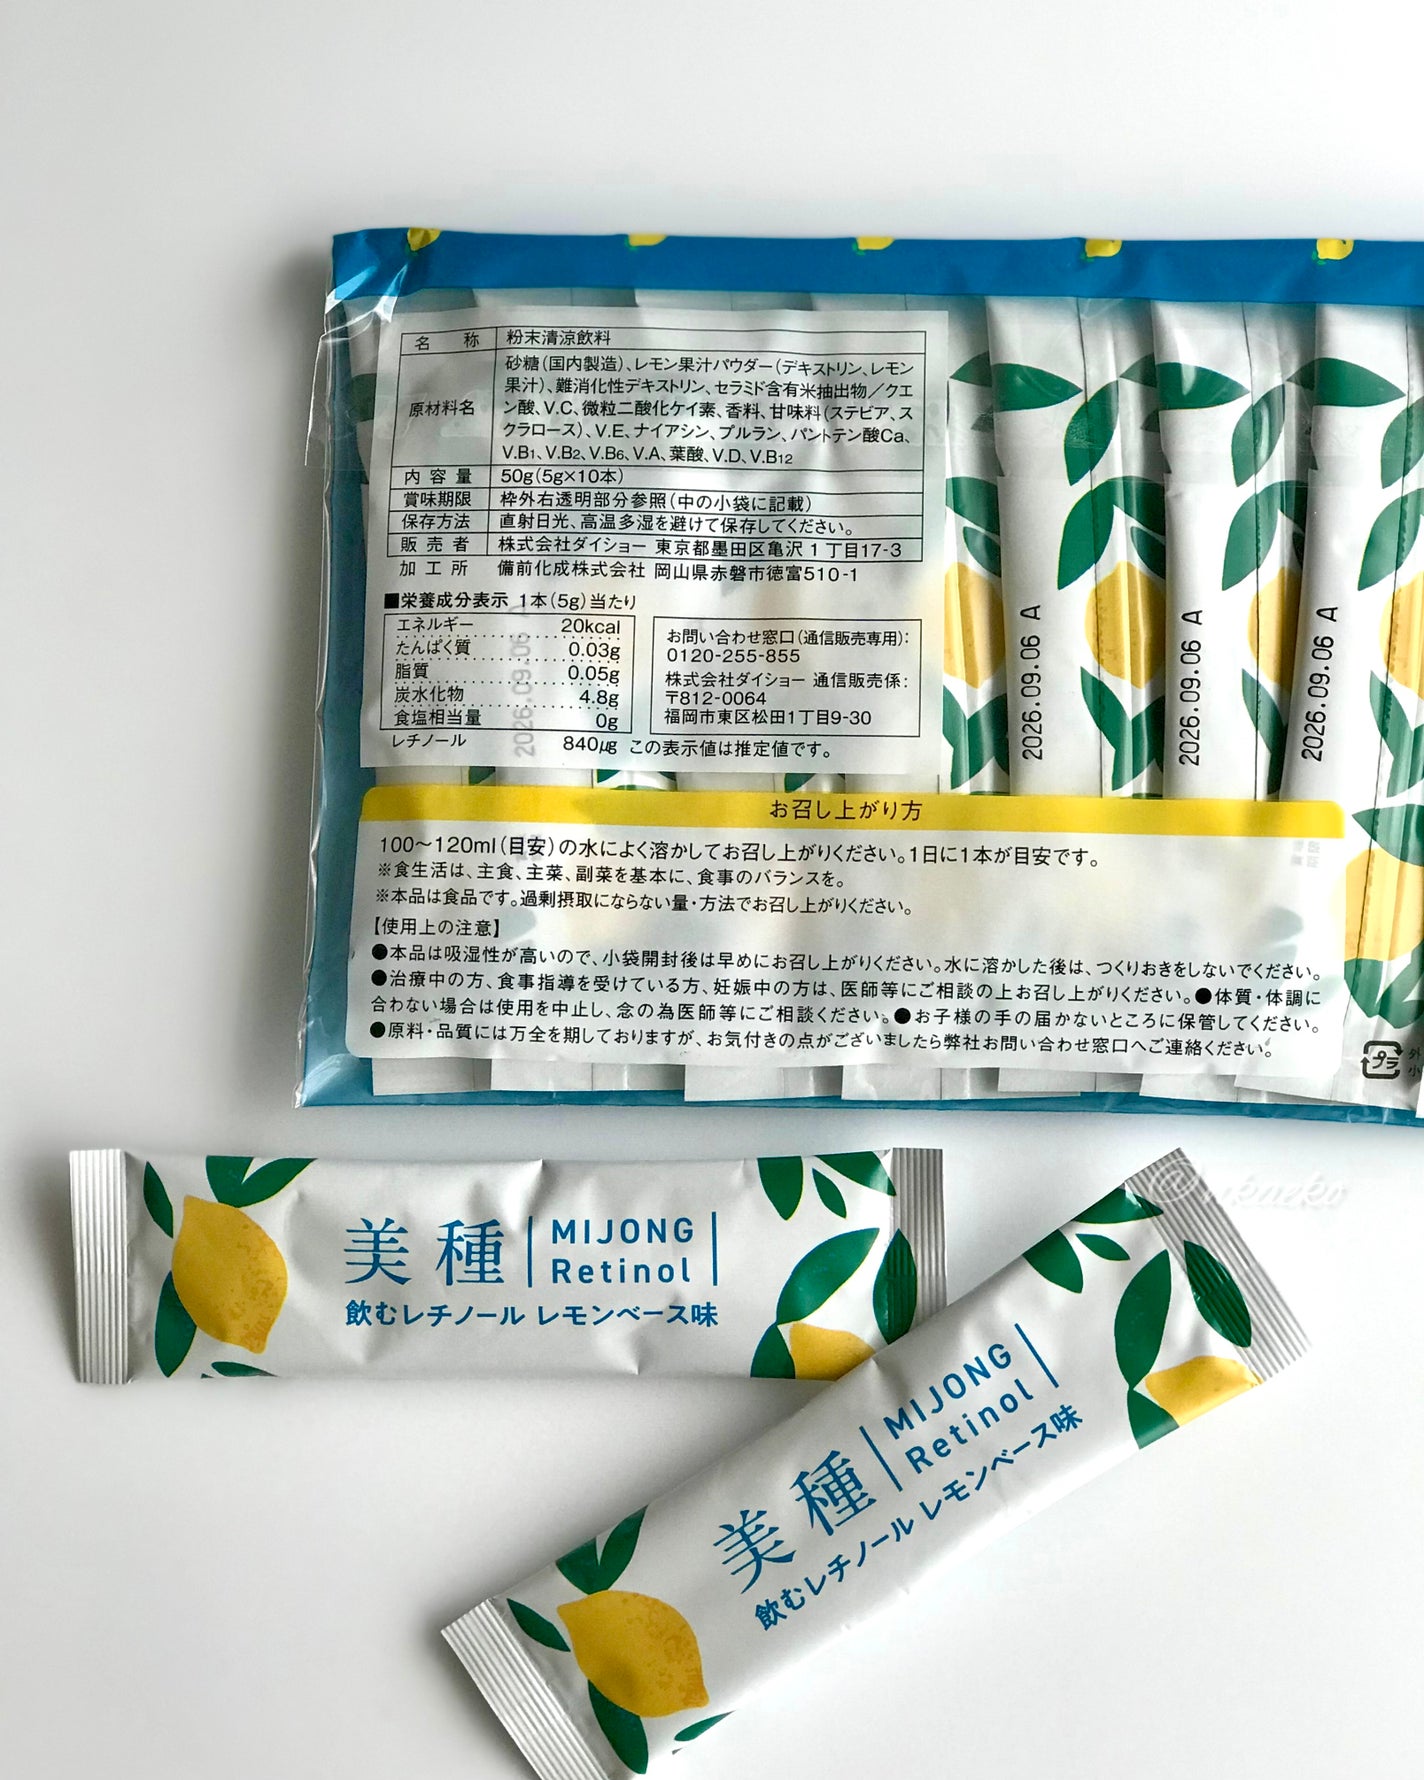 名 称 粉末清涼飲料
原材料名 砂糖(国内製造)、レモン果汁パウダー(デキストリン、レモン
果汁)、難消化性デキストリン、セラミド含有米抽出物／クエ
ン酸、V.C、微粒二酸化ケイ素、香料、甘味料(ステビア、ス
クラロース)、V.E、ナイアシン、プルラン、パントテン酸Ca、
V.B1、V.B2、V.B6、V.A、葉酸、V.D、V.B12
内容量 50g(5g×10本)
賞味期限 枠外右透明部分参照(中の小袋に記載)
保存方法 直射日光、高温多湿を避けて保存してください。
販売者 株式会社ダイショー 東京都墨田区亀沢1丁目17-3
加工所 備前化成株式会社 岡山県赤磐市徳富510-1
■栄養成分表示 1本(5g)当たり
エネルギー 20kcal
たんぱく質 0.03g
脂質 0.05g
炭水化物 4.8g
食塩相当量 0g
レチノール 840μg この表示値は推定値です。
お問い合わせ窓口(通信販売専用):
0120-255-855
株式会社ダイショー 通信販売係:
〒812-0064
福岡市東区松田1丁目9-30
2026.09.06 A
2026.09.06 A
2026.09.06 A
2026.09.06 A
お召し上がり方
100～120ml(目安)の水によく溶かしてお召し上がりください。1日に1本が目安です。
※食生活は、主食、主菜、副菜を基本に、食事のバランスを。
※本品は食品です。過剰摂取にならない量・方法でお召し上がりください。
【使用上の注意】
●本品は吸湿性が高いので、小袋開封後は早めにお召し上がりください。水に溶かした後は、つくりおきをしないでください。
●治療中の方、食事指導を受けている方、妊娠中の方は、医師等にご相談の上お召し上がりください。●体質・体調に
合わない場合は使用を中止し、念の為医師等にご相談ください。●お子様の手の届かないところに保管してください。
●原料・品質には万全を期しておりますが、お気付きの点がございましたら弊社お問い合わせ窓口へご連絡ください。
プラ
外
小
美種 MIJONG
Retinol
飲むレチノール レモンベース味
美種 MIJONG
Retinol
飲むレチノール レモンベース味